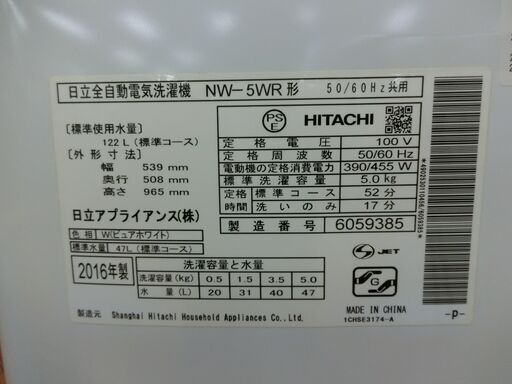 日立全自動電気洗濯機 NW-5WR 形 50/60Hz共用
[標準使用水量]
122 L (標準コース)
[外形寸法]
幅 539 mm
奥行 508 mm
高さ 965 mm
日立アプライアンス(株)
色相 W(ピュアホワイト)
標準水量 47L (標準コース)
PS
E
HITACHI
定格電圧 100 V
定格周波数 50/60 Hz
電動機の定格消費電力 390/455 W
標準洗濯容量 5.0kg
標準コース 52分
時間 洗いのみ 17分
製造番号 6059385
2016年製
洗濯容量と水量
洗濯容量(kg) 0.5 1.5 3.5 5.0
水量 (L) 20 31 40 47
S JET
G
MADE IN CHINA
1CHSE3174-A
-p-
製造元 Shanghai Hitachi Household Appliances Co.,Ltd.